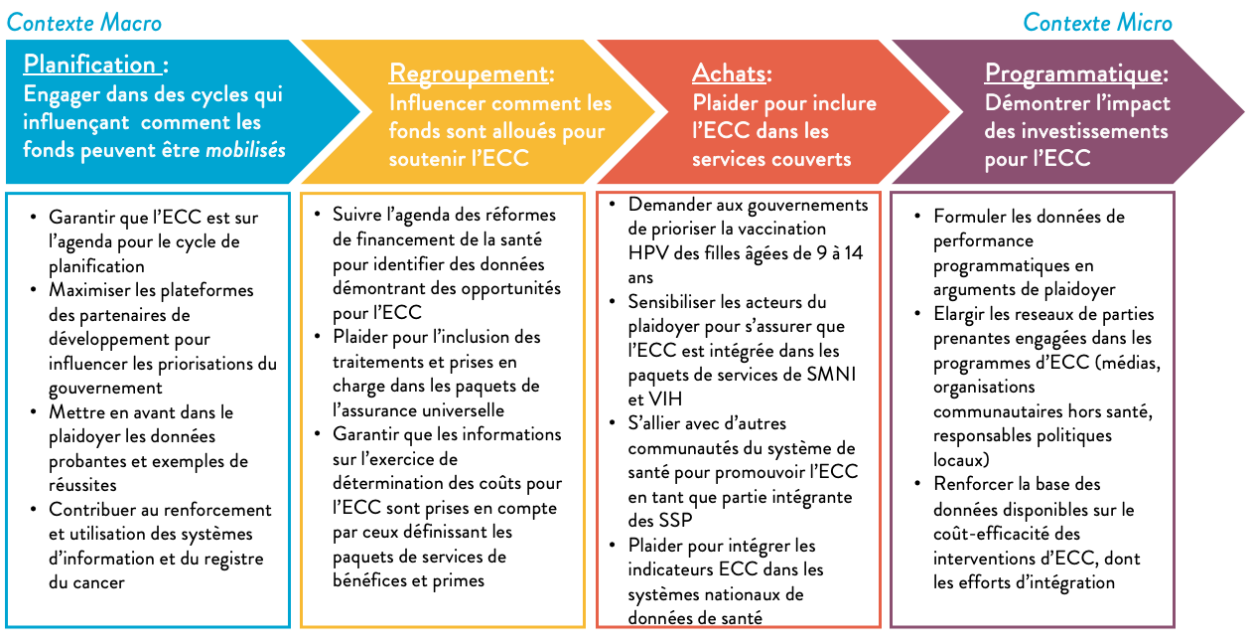 Contexte Macro
Contexte Micro
Planification :
Engager dans des cycles qui
influençant comment les
fonds peuvent être mobilisés
Regroupement:
Influencer comment les
fonds sont alloués pour
soutenir l'ECC
Achats:
Plaider pour inclure
l'ECC dans les
services couverts
Programmatique:
Démontrer l'impact
des investissements
pour l'ECC
• Garantir que l'ECC est sur
l'agenda pour le cycle de
planification
• Maximiser les plateformes
des partenaires de
développement pour
influencer les priorisations du
gouvernement
• Mettre en avant dans le
plaidoyer les données
probantes et exemples de
réussites
• Contribuer au renforcement
et utilisation des systèmes
d'information et du registre
du cancer
• Suivre l'agenda des réformes
de financement de la santé
pour identifier des données
démontrant des opportunités
pour l'ECC
• Plaider pour l'inclusion des
traitements et prises en
charge dans les paquets de
l'assurance universelle
• Garantir que les informations
sur l'exercice de
détermination des coûts pour
l'ECC sont prises en compte
par ceux définissant les
paquets de services de
bénéfices et primes
• Demander aux gouvernements
de prioriser la vaccination
HPV des filles âgées de 9 à 14
ans
• Sensibiliser les acteurs du
plaidoyer pour s'assurer que
l'ECC est intégrée dans les
paquets de services de SMNI
et VIH
• S'allier avec d'autres
communautés du système de
santé pour promouvoir l'ECC
en tant que partie intégrante
des SSP
• Plaider pour intégrer les
indicateurs ECC dans les
systèmes nationaux de
données de santé
• Formuler les données de
performance
programmatiques en
arguments de plaidoyer
• Elargir les reseaux de parties
prenantes engagées dans les
programmes d'ECC (médias,
organisations
communautaires hors santé,
responsables politiques
locaux)
• Renforcer la base des
données disponibles sur le
coût-efficacité des
interventions d'ECC, dont
les efforts d'intégration